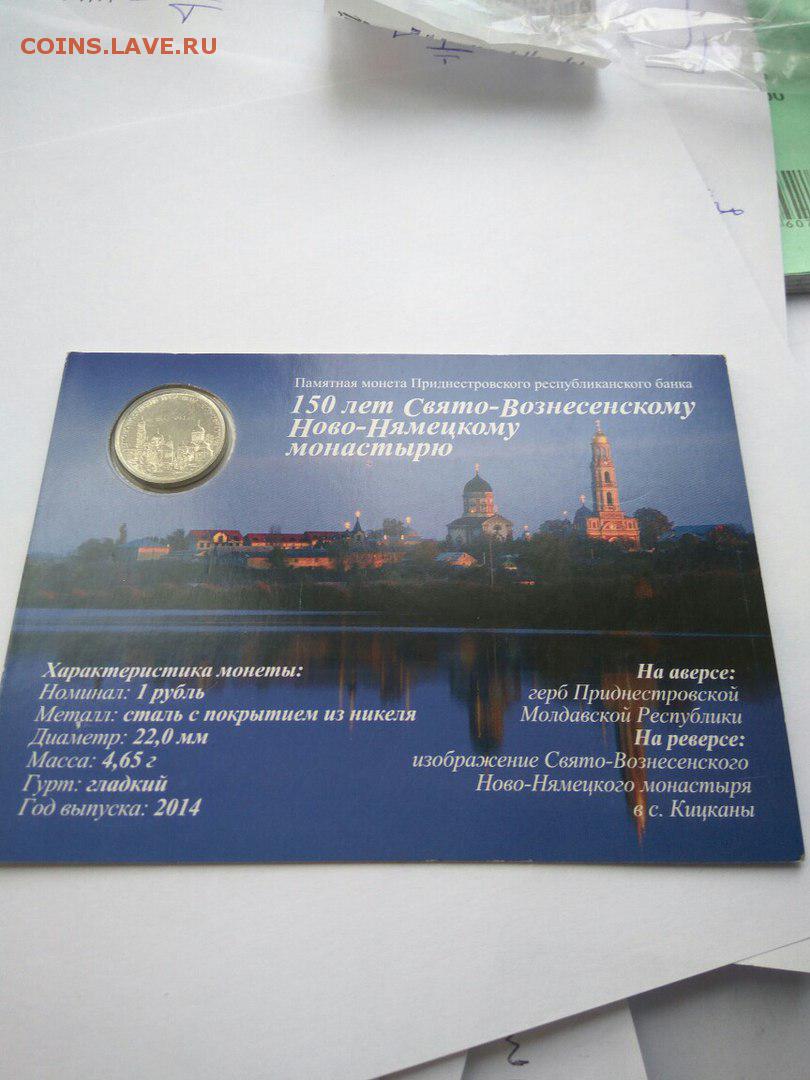 COINS.LAVE.RU
Памятная монета Приднестровского республиканского банка
150 лет Свято-Вознесенскому
Ново-Нямецкому
монастырю
Характеристика монеты:
Номинал: 1 рубль
Металл: сталь с покрытием из никеля
Диаметр: 22,0 мм
Масса: 4,65 г
Гурт: гладкий
Год выпуска: 2014
На аверсе:
герб Приднестровской
Молдавской Республики
На реверсе:
изображение Свято-Вознесенского
Ново-Нямецкого монастыря
в с. Кицканы